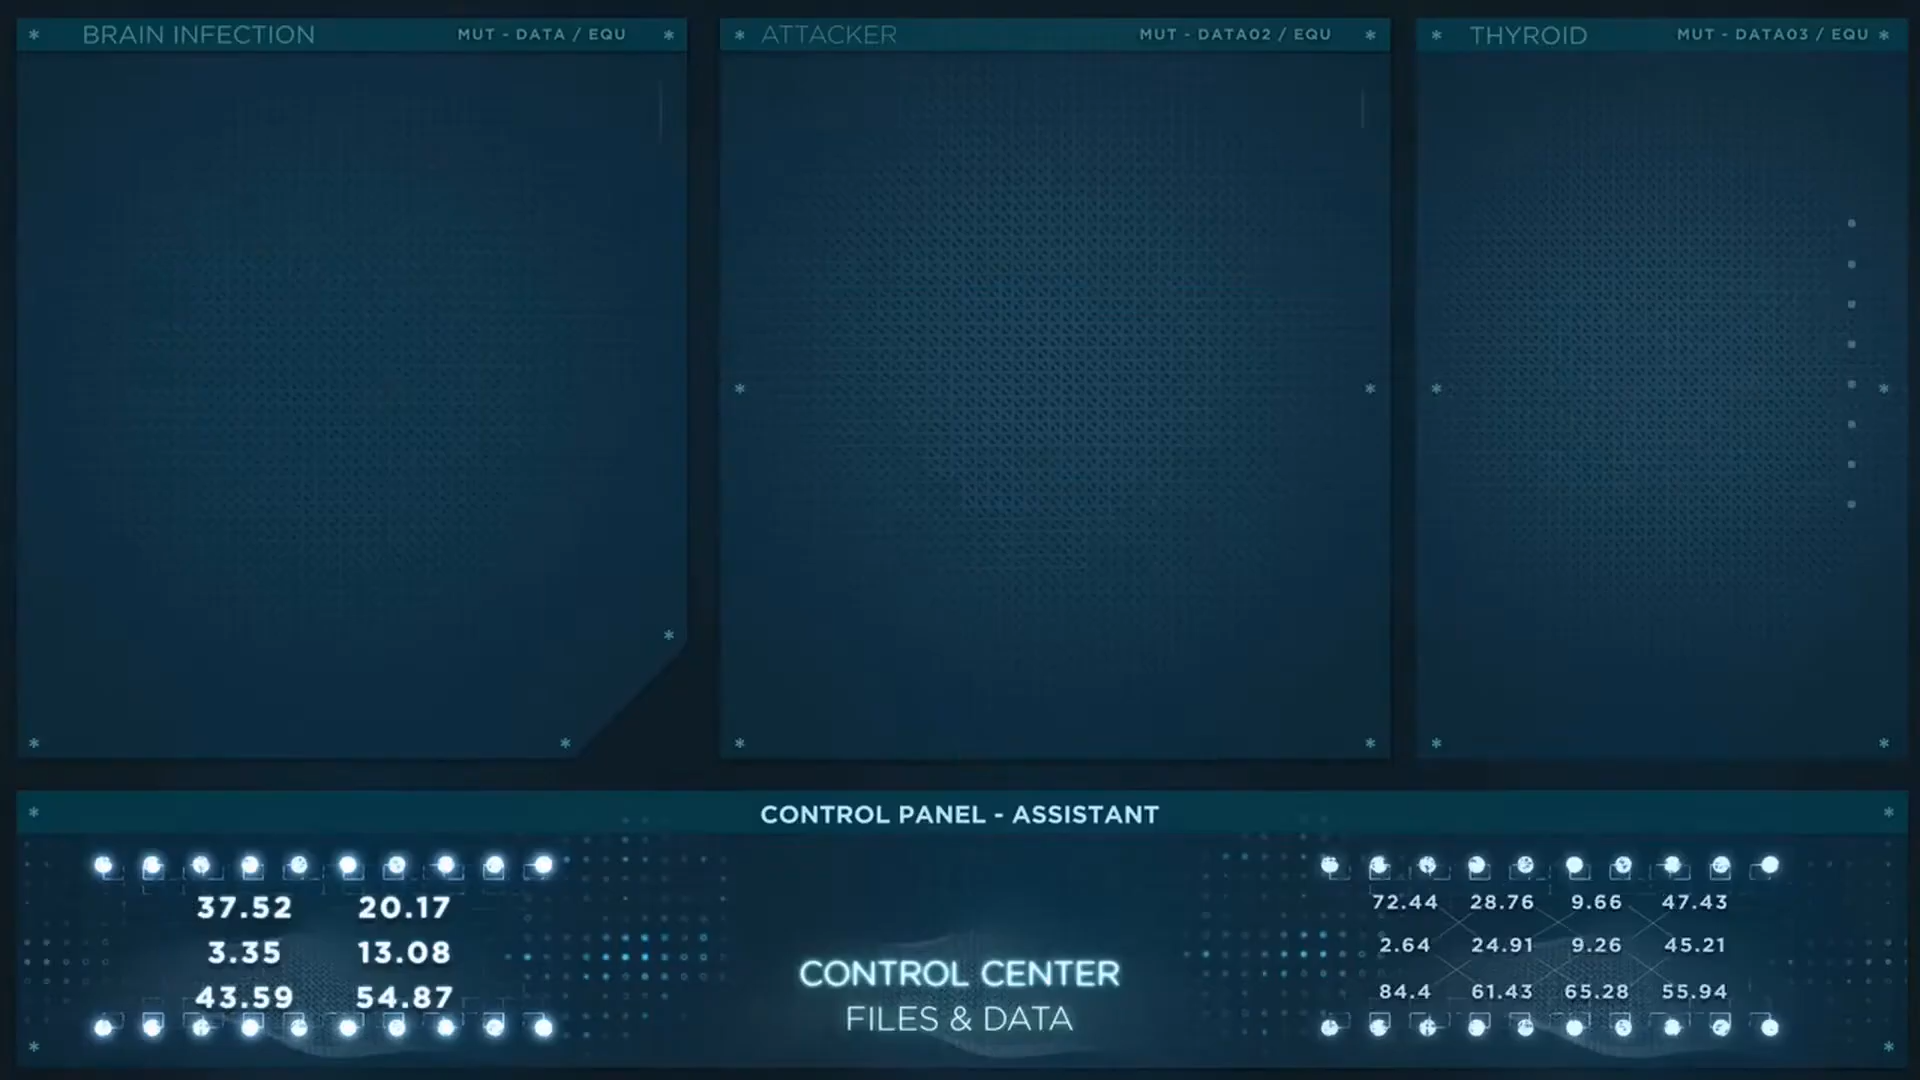 BRAIN INFECTION MUT - DATA / EQU
ATTACKER MUT - DATA02 / EQU
THYROID MUT - DATA03 / EQU
CONTROL PANEL - ASSISTANT
37.52 20.17
3.35 13.08
43.59 54.87
CONTROL CENTER
FILES & DATA
72.44 28.76 9.66 47.43
2.64 24.91 9.26 45.21
84.4 61.43 65.28 55.94